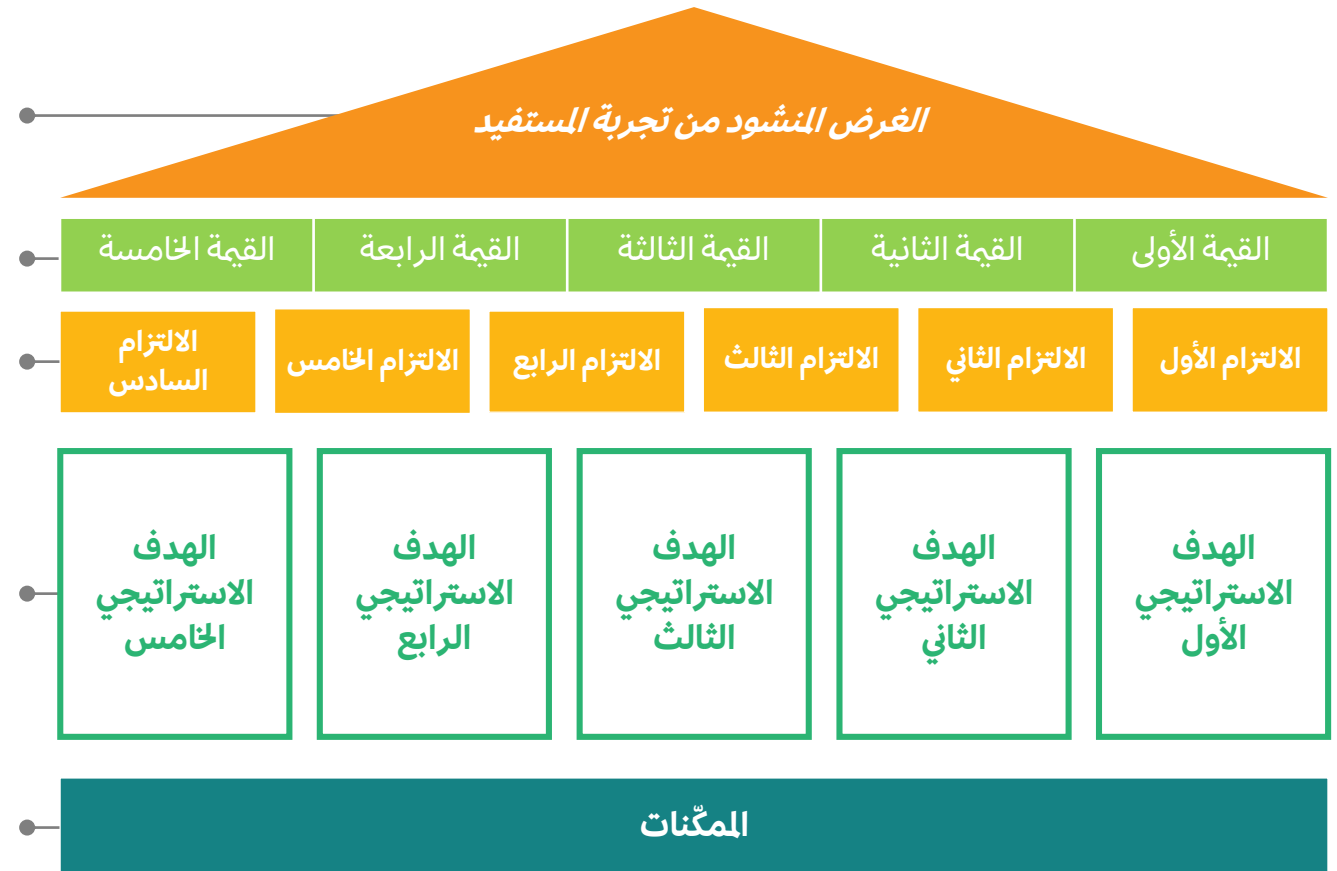 الغرض المنشود من تجربة المستفيد
القيمة الأولى
القيمة الثانية
القيمة الثالثة
القيمة الرابعة
القيمة الخامسة
الالتزام الأول
الالتزام الثاني
الالتزام الثالث
الالتزام الرابع
الالتزام الخامس
الالتزام
السادس
الهدف
الاستراتيجي
الأول
الهدف
الاستراتيجي
الثاني
الهدف
الاستراتيجي
الثالث
الهدف
الاستراتيجي
الرابع
الهدف
الاستراتيجي
الخامس
الممكّنات